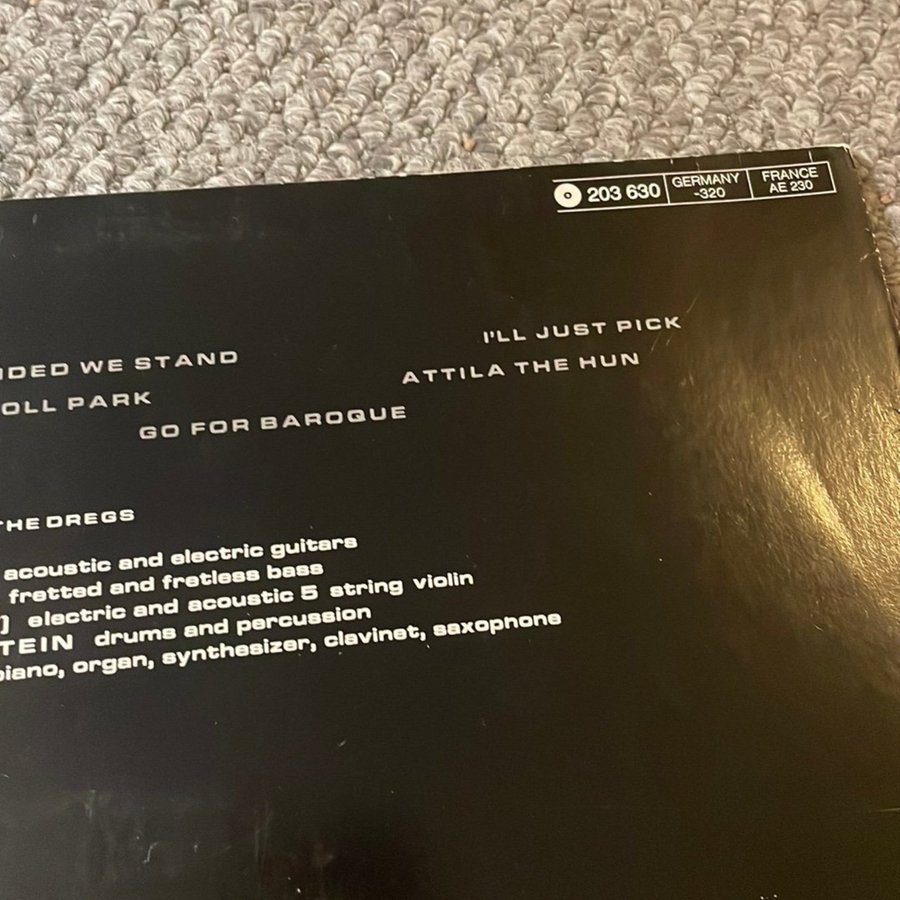 203 630 GERMANY -320 FRANCE AE 230
I'LL JUST PICK
IDED WE STAND
ATTILA THE HUN
OLL PARK
GO FOR BAROQUE
THE DREGS
acoustic and electric guitars
fretted and fretless bass
] electric and acoustic 5 string violin
TEIN drums and percussion
piano, organ, synthesizer, clavinet, saxophone